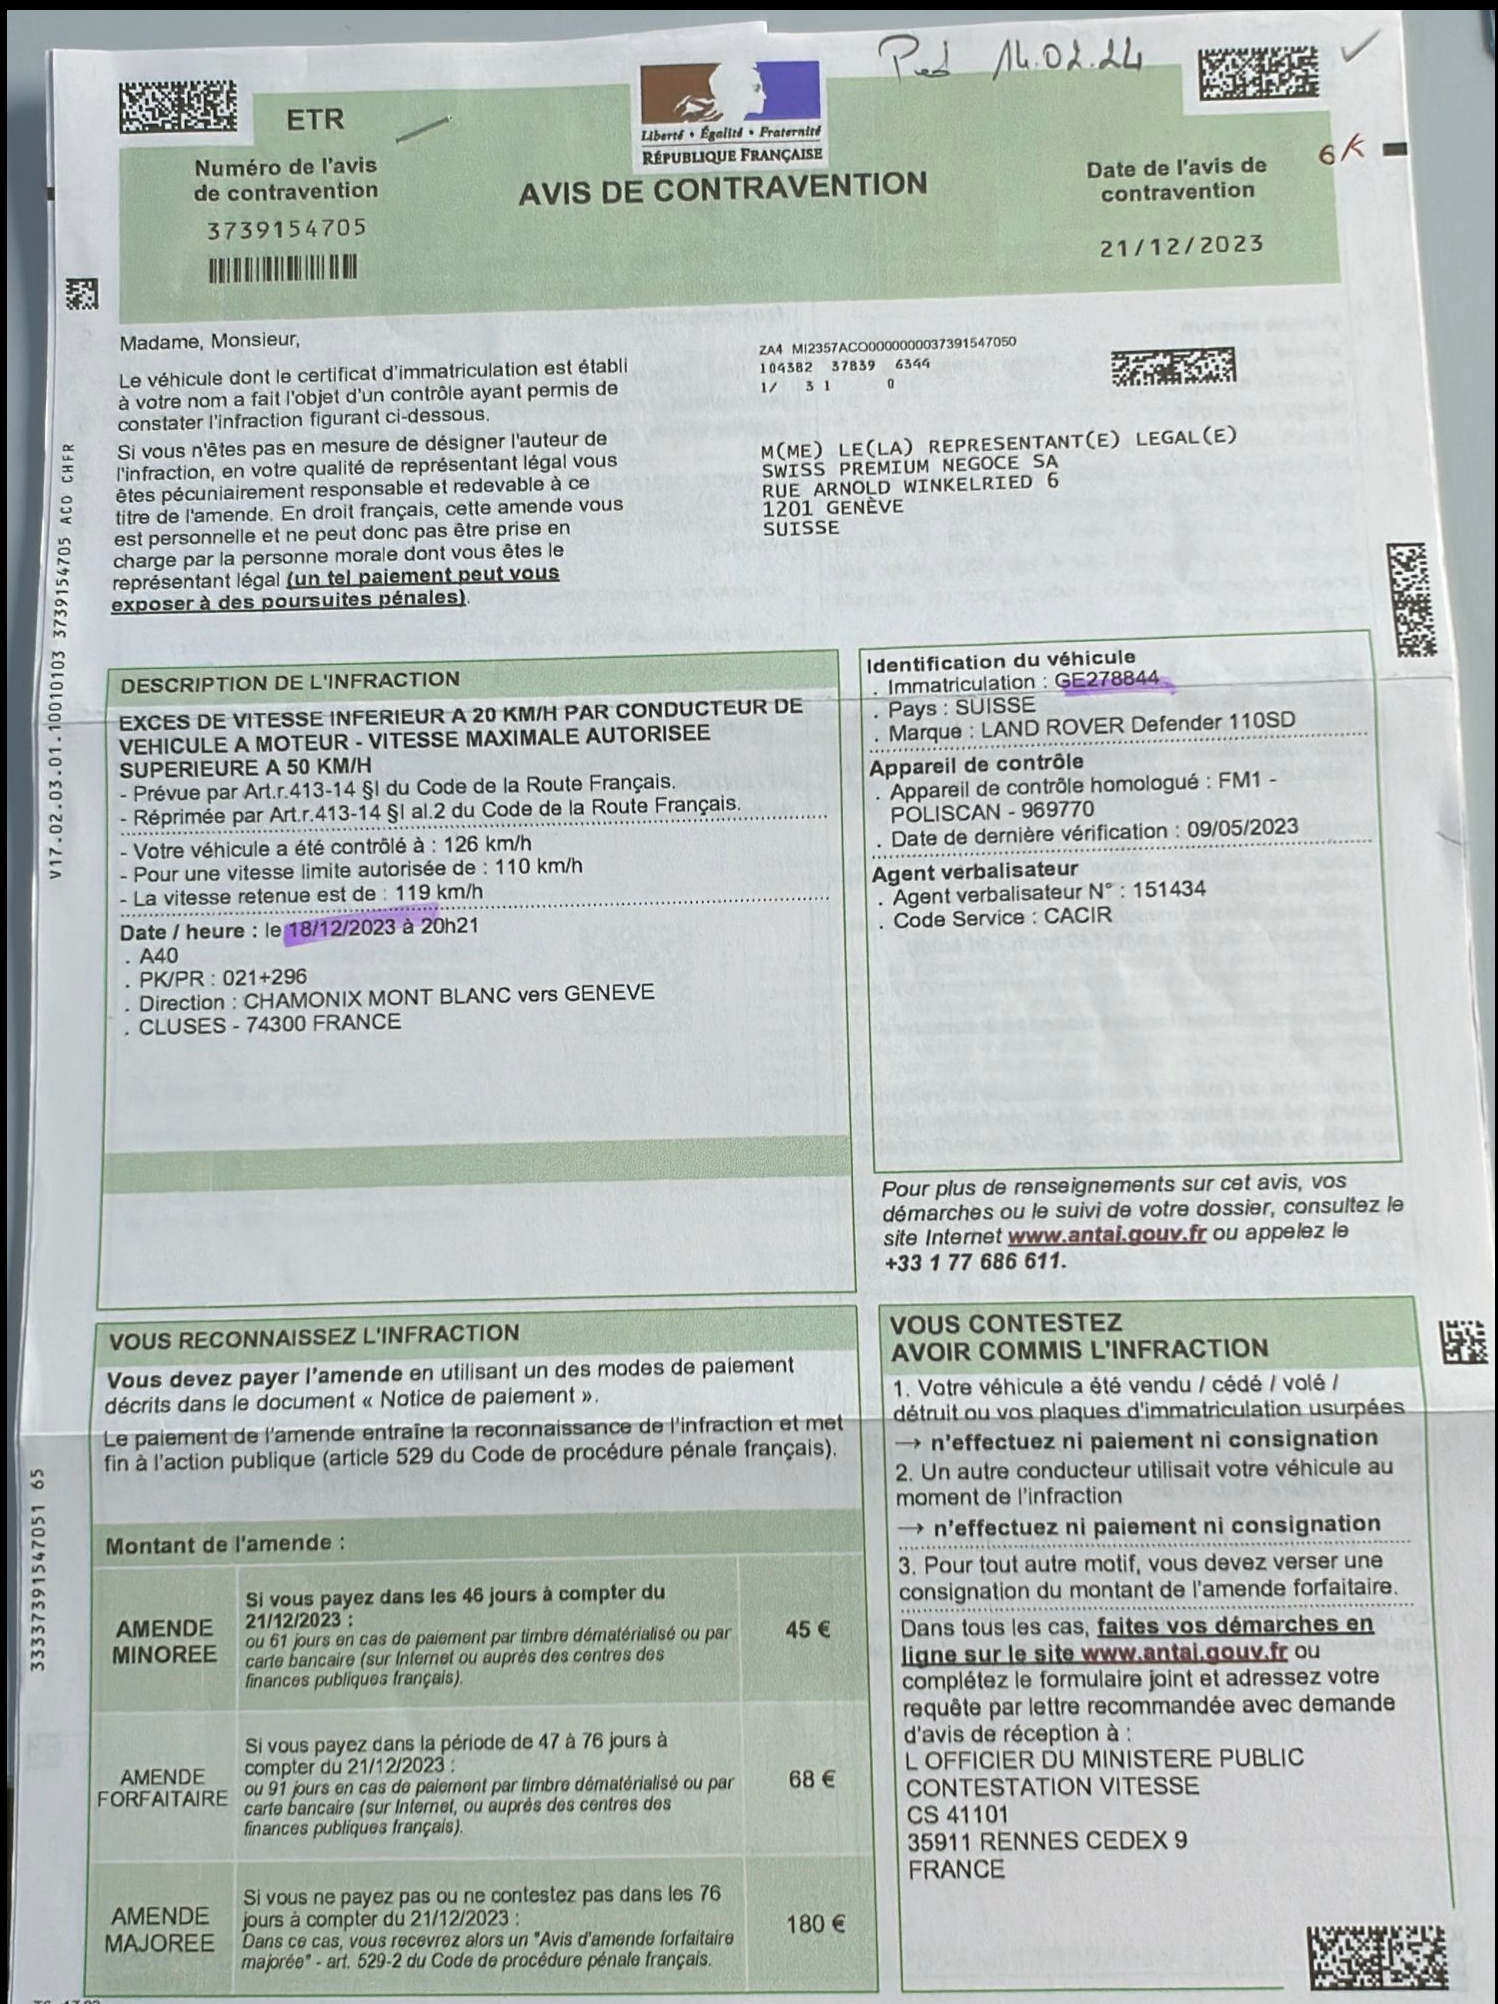 14.02.24
6K
ETR
Liberté • Égalité • Fraternité
RÉPUBLIQUE FRANÇAISE
Numéro de l'avis
de contravention
3739154705
AVIS DE CONTRAVENTION
Date de l'avis de
contravention
21/12/2023
Madame, Monsieur,
Le véhicule dont le certificat d'immatriculation est établi
à votre nom a fait l'objet d'un contrôle ayant permis de
constater l'infraction figurant ci-dessous.
Si vous n'êtes pas en mesure de désigner l'auteur de
l'infraction, en votre qualité de représentant légal vous
êtes pécuniairement responsable et redevable à ce
titre de l'amende. En droit français, cette amende vous
est personnelle et ne peut donc pas être prise en
charge par la personne morale dont vous êtes le
représentant légal (un tel paiement peut vous
exposer à des poursuites pénales).
ZA4 MI2357ACO0000000037391547050
104382 37839 6344
1/ 3 1 0
M(ME) LE(LA) REPRESENTANT(E) LEGAL(E)
SWISS PREMIUM NEGOCE SA
RUE ARNOLD WINKELRIED 6
1201 GENÈVE
SUISSE
V17.02.03.01.10010103 3739154705 ACO CHFR
DESCRIPTION DE L'INFRACTION
EXCES DE VITESSE INFERIEUR A 20 KM/H PAR CONDUCTEUR DE
VEHICULE A MOTEUR - VITESSE MAXIMALE AUTORISEE
SUPERIEURE A 50 KM/H
- Prévue par Art.r.413-14 §I du Code de la Route Français.
- Réprimée par Art.r.413-14 §I al.2 du Code de la Route Français.
- Votre véhicule a été contrôlé à : 126 km/h
- Pour une vitesse limite autorisée de : 110 km/h
- La vitesse retenue est de : 119 km/h
Date / heure : le 18/12/2023 à 20h21
. A40
. PK/PR : 021+296
. Direction : CHAMONIX MONT BLANC vers GENEVE
. CLUSES - 74300 FRANCE
Identification du véhicule
. Immatriculation : GE278844
. Pays : SUISSE
. Marque : LAND ROVER Defender 110SD
Appareil de contrôle
. Appareil de contrôle homologué : FM1 -
POLISCAN - 969770
. Date de dernière vérification : 09/05/2023
Agent verbalisateur
. Agent verbalisateur N° : 151434
. Code Service : CACIR
Pour plus de renseignements sur cet avis, vos
démarches ou le suivi de votre dossier, consultez le
site Internet www.antai.gouv.fr ou appelez le
+33 1 77 686 611.
VOUS RECONNAISSEZ L'INFRACTION
Vous devez payer l'amende en utilisant un des modes de paiement
décrits dans le document « Notice de paiement ».
Le paiement de l'amende entraîne la reconnaissance de l'infraction et met
fin à l'action publique (article 529 du Code de procédure pénale français).
Montant de l'amende :
AMENDE
MINOREE
Si vous payez dans les 46 jours à compter du
21/12/2023 :
ou 61 jours en cas de paiement par timbre dématérialisé ou par
carte bancaire (sur Internet ou auprés des centres des
finances publiques français).
45 €
AMENDE
FORFAITAIRE
Si vous payez dans la période de 47 à 76 jours à
compter du 21/12/2023 :
ou 91 jours en cas de paiement par timbre dématérialisé ou par
carte bancaire (sur Internet, ou auprés des centres des
finances publiques français).
68 €
AMENDE
MAJOREE
Si vous ne payez pas ou ne contestez pas dans les 76
jours à compter du 21/12/2023 :
Dans ce cas, vous recevrez alors un "Avis d'amende forfaitaire
majorée" - art. 529-2 du Code de procédure pénale français.
180 €
33337391547051 65
VOUS CONTESTEZ
AVOIR COMMIS L'INFRACTION
1. Votre véhicule a été vendu / cédé / volé /
détruit ou vos plaques d'immatriculation usurpées
→ n'effectuez ni paiement ni consignation
2. Un autre conducteur utilisait votre véhicule au
moment de l'infraction
→ n'effectuez ni paiement ni consignation
3. Pour tout autre motif, vous devez verser une
consignation du montant de l'amende forfaitaire.
Dans tous les cas, faites vos démarches en
ligne sur le site www.antai.gouv.fr ou
complétez le formulaire joint et adressez votre
requête par lettre recommandée avec demande
d'avis de réception à :
L OFFICIER DU MINISTERE PUBLIC
CONTESTATION VITESSE
CS 41101
35911 RENNES CEDEX 9
FRANCE